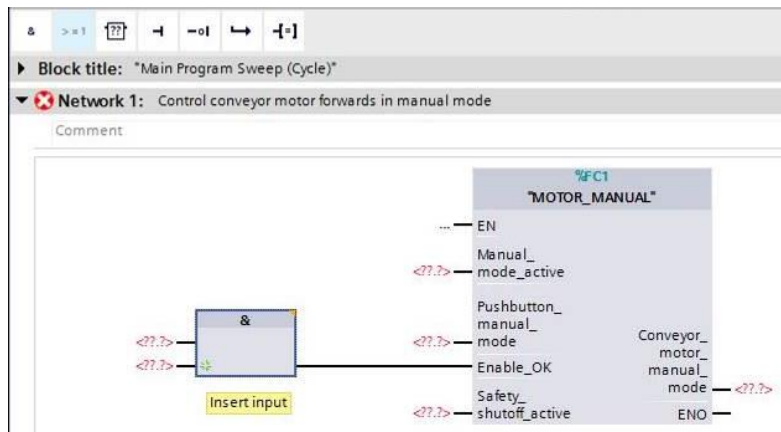 & >=1 ?? -| -o| -[=]
Block title: "Main Program Sweep (Cycle)"
Network 1: Control conveyor motor forwards in manual mode
Comment
%FC1
"MOTOR_MANUAL"
... EN
Manual_
<??.?> mode_active
Pushbutton_
manual_
<??.?> mode
Enable_OK
Safety_
<??.?> shutoff_active
Conveyor_
motor_
manual_
mode <??.?>
ENO
&
<??.?>
<??.?>
Insert input